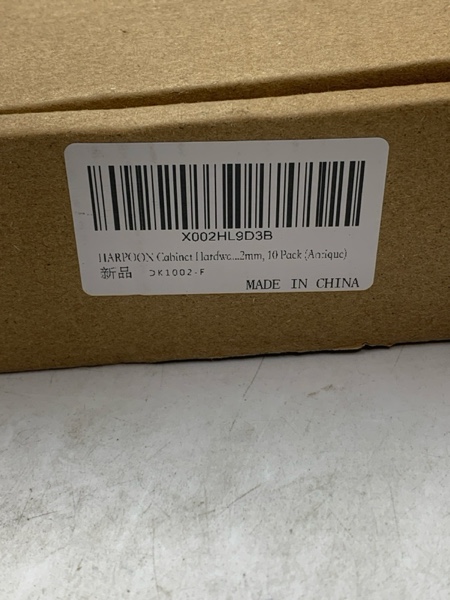 X002HL9D3B
HARPOON Cabinet Hardwa...2mm, 10 Pack (Antique)
新品 DK1002-F
MADE IN CHINA